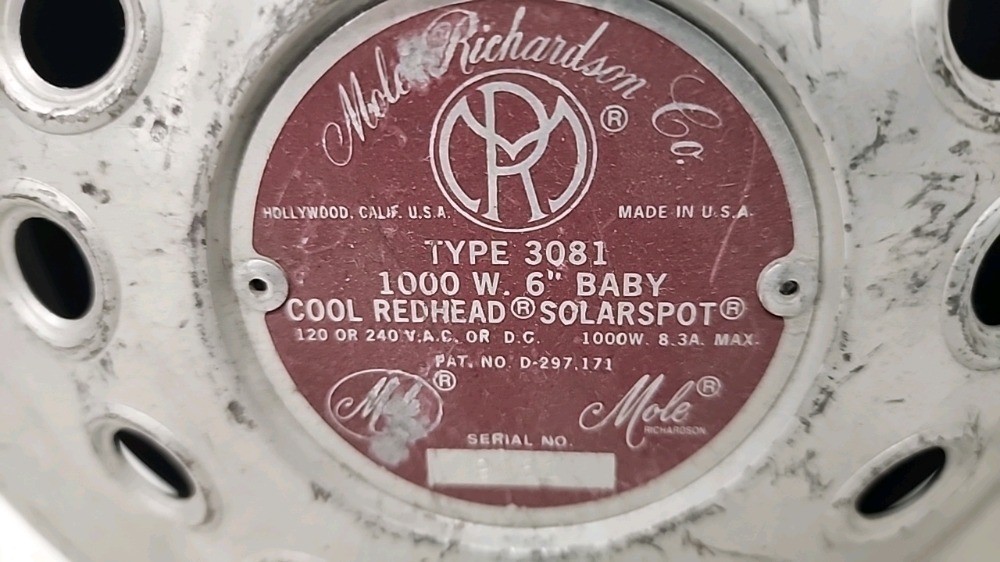 Mole-Richardson Co.
MR ®
HOLLYWOOD, CALIF. U.S.A. MADE IN U.S.A.
TYPE 3081
1000 W. 6" BABY
COOL REDHEAD® SOLARSPOT®
120 OR 240 V.A.C. OR D.C. 1000W. 8.3A. MAX.
PAT. NO. D-297,171
Mole ® Mole ®
RICHARDSON
SERIAL NO.